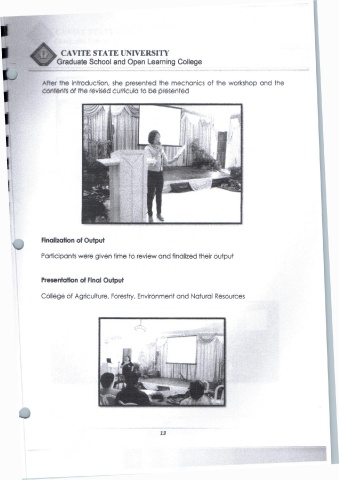 CAVITE STATE UNIVERSITY
Graduate School and Open Learning College
After the introduction, she presented the mechanics of the workshop and the
contents of the revised curricula to be presented
Finalization of Output
Participants were given time to review and finalized their output
Presentation of Final Output
College of Agriculture, Forestry, Environment and Natural Resources
12